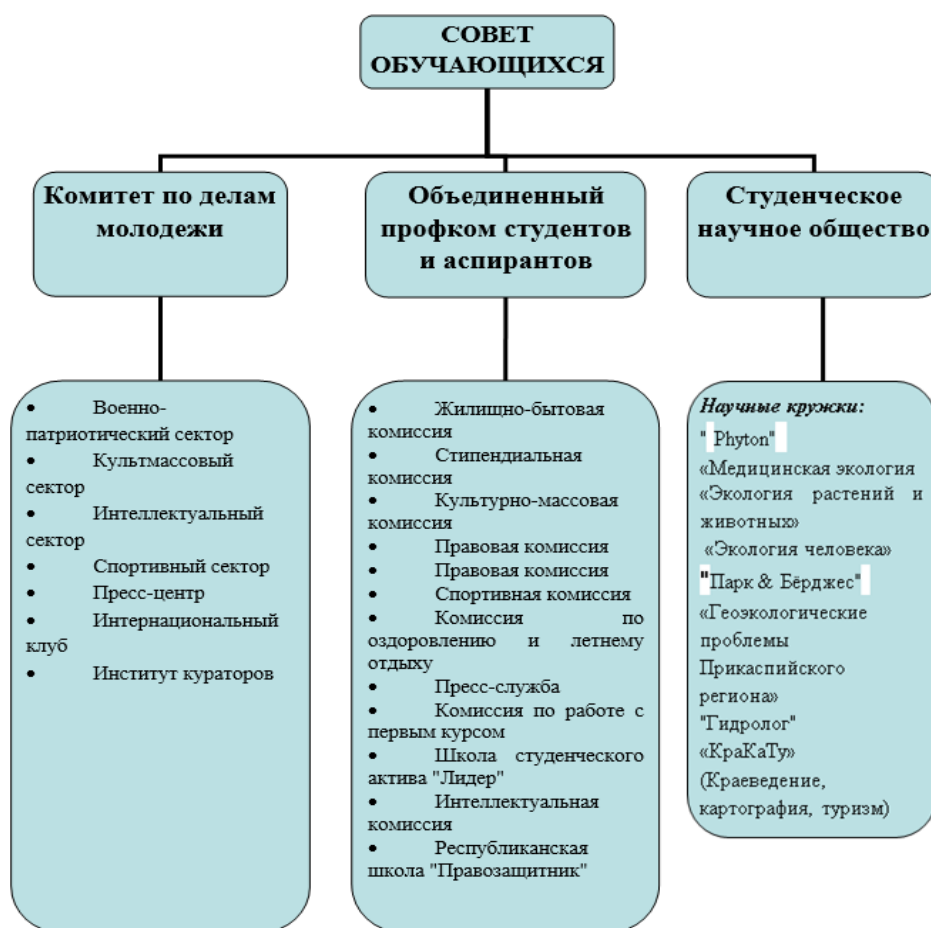 СОВЕТ
ОБУЧАЮЩИХСЯ
Комитет по делам
молодежи
Объединенный
профком студентов
и аспирантов
Студенческое
научное общество
• Военно-
патриотический сектор
• Культмассовый
сектор
• Интеллектуальный
сектор
• Спортивный сектор
• Пресс-центр
• Интернациональный
клуб
• Институт кураторов
• Жилищно-бытовая
комиссия
• Стипендиальная
комиссия
• Культурно-массовая
комиссия
• Правовая комиссия
• Правовая комиссия
• Спортивная комиссия
• Комиссия по
оздоровлению и летнему
отдыху
• Пресс-служба
• Комиссия по работе с
первым курсом
• Школа студенческого
актива "Лидер"
• Интеллектуальная
комиссия
• Республиканская
школа "Правозащитник"
Научные кружки:
" Phyton"
«Медицинская экология
«Экология растений и
животных»
«Экология человека»
"Парк & Бёрджес"
«Геоэкологические
проблемы
Прикаспийского
региона»
"Гидролог"
«КраКаТу»
(Краеведение,
картография, туризм)